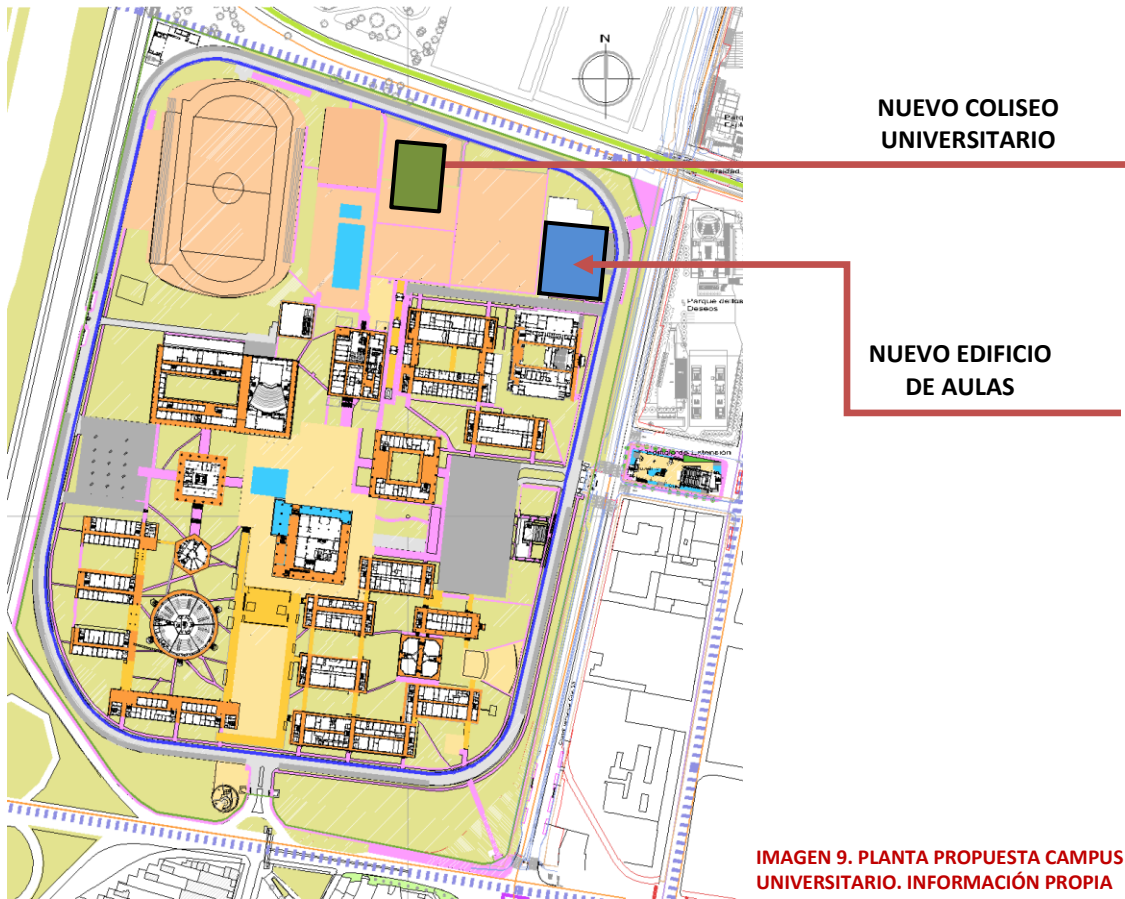 N
NUEVO COLISEO
UNIVERSITARIO
Parque de los
Deseos
NUEVO EDIFICIO
DE AULAS
IMAGEN 9. PLANTA PROPUESTA CAMPUS
UNIVERSITARIO. INFORMACIÓN PROPIA